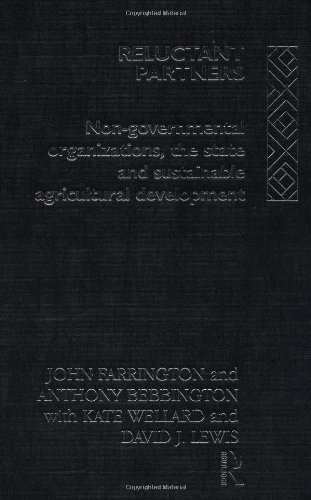 RELUCTANT
PARTNERS
Non-governmental
organizations, the state
and sustainable
agricultural development
JOHN FARRINGTON and
ANTHONY BEBBINGTON
with KATE WELLARD and
DAVID J. LEWIS